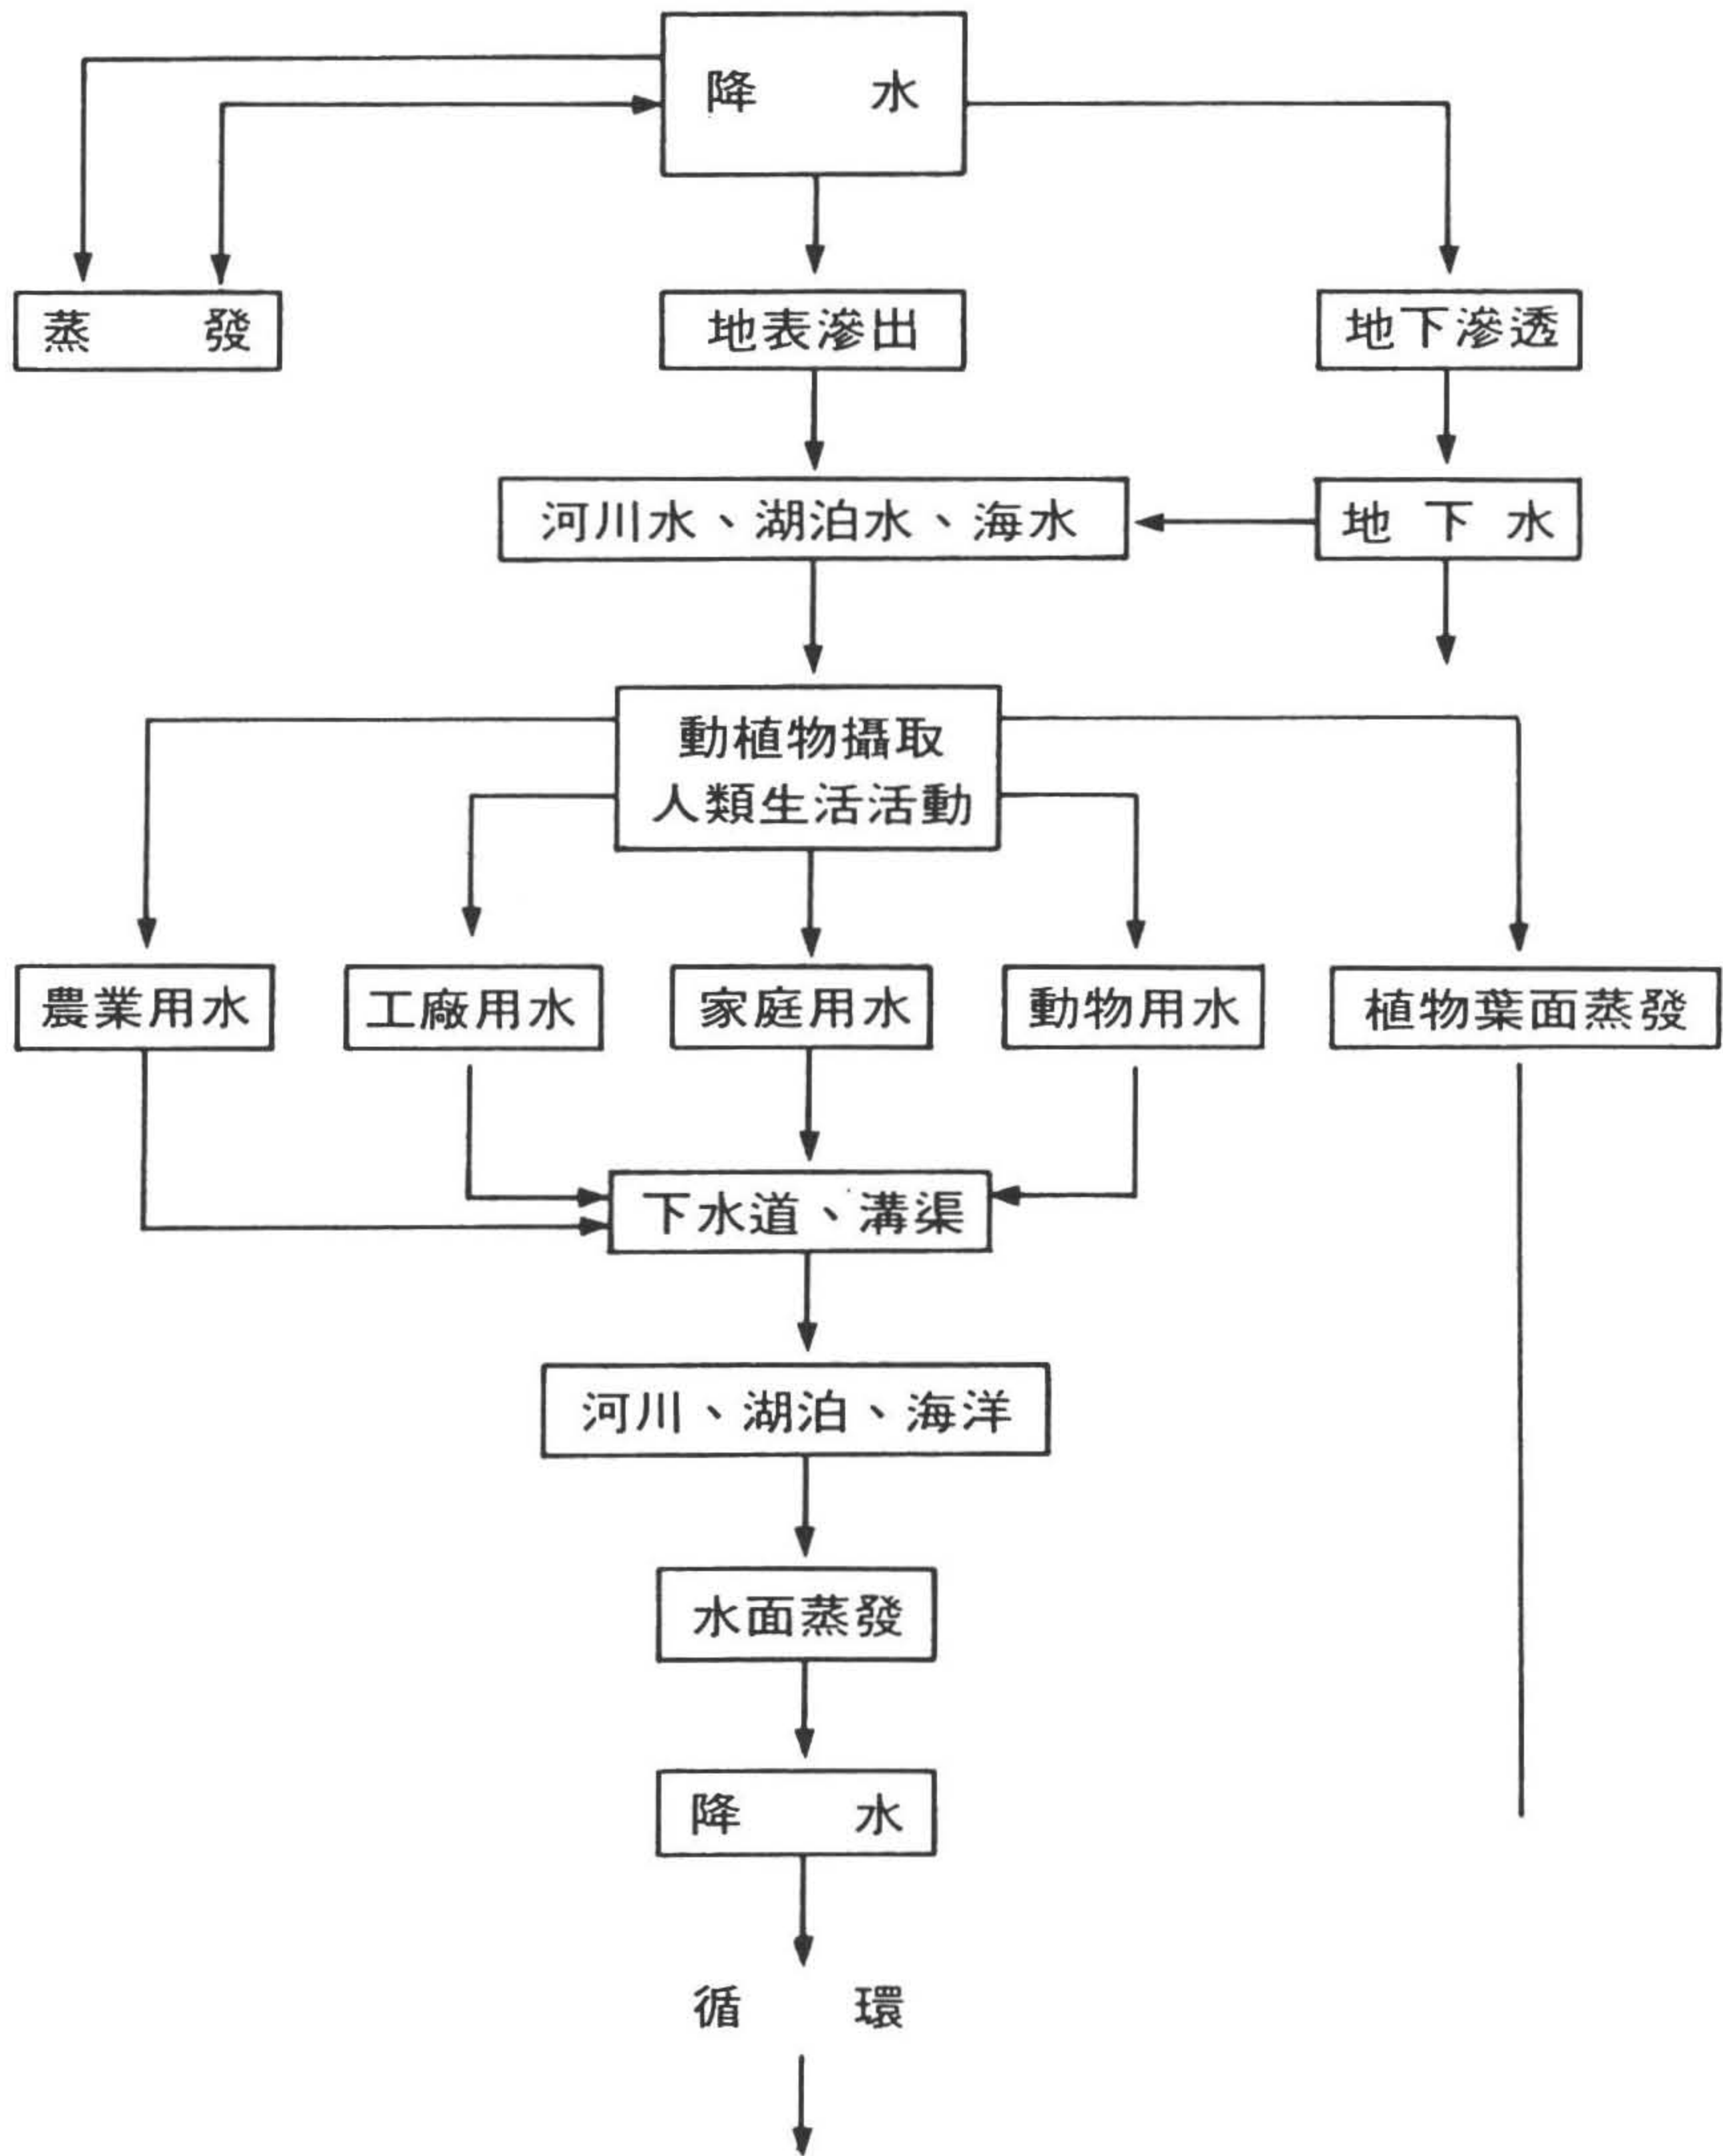 降水
蒸發
地表滲出
地下滲透
河川水、湖泊水、海水
地下水
動植物攝取
人類生活活動
農業用水
工廠用水
家庭用水
動物用水
植物葉面蒸發
下水道、溝渠
河川、湖泊、海洋
水面蒸發
降水
循環